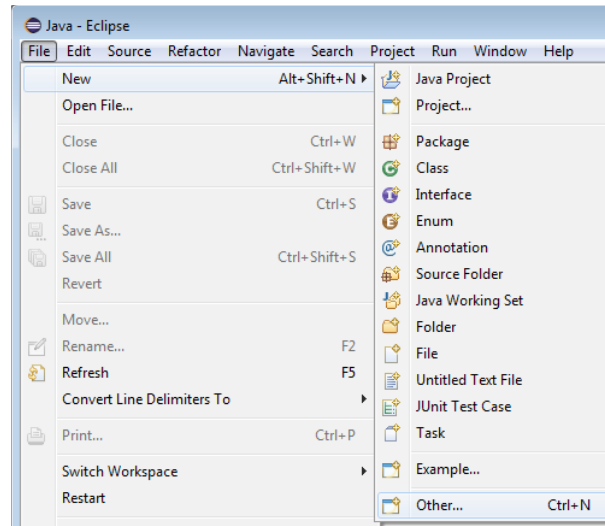 Java - Eclipse
File Edit Source Refactor Navigate Search Project Run Window Help
New Alt+Shift+N
Open File...
Close Ctrl+W
Close All Ctrl+Shift+W
Save Ctrl+S
Save As...
Save All Ctrl+Shift+S
Revert
Move...
Rename... F2
Refresh F5
Convert Line Delimiters To
Print... Ctrl+P
Switch Workspace
Restart
Java Project
Project...
Package
Class
Interface
Enum
Annotation
Source Folder
Java Working Set
Folder
File
Untitled Text File
JUnit Test Case
Task
Example...
Other... Ctrl+N